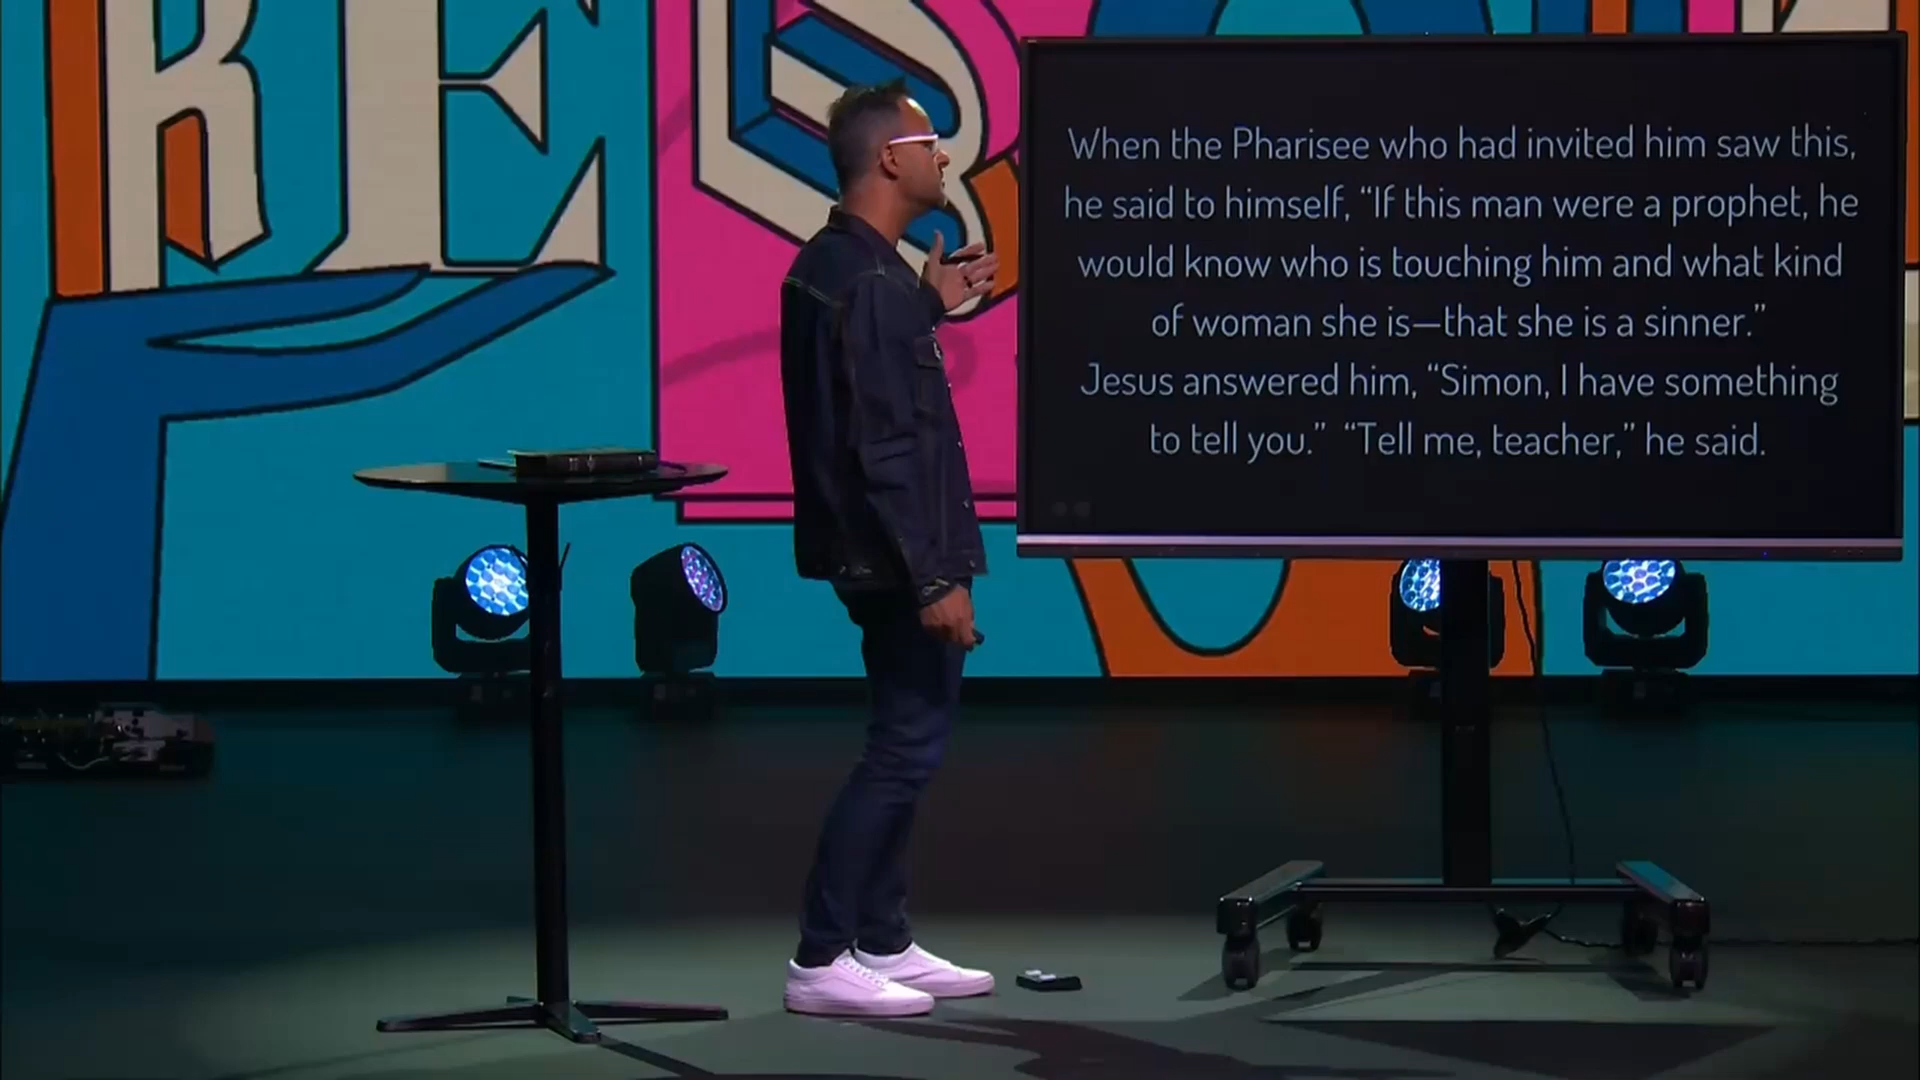 RES
When the Pharisee who had invited him saw this,
he said to himself, “If this man were a prophet, he
would know who is touching him and what kind
of woman she is—that she is a sinner.”
Jesus answered him, “Simon, I have something
to tell you.” “Tell me, teacher,” he said.